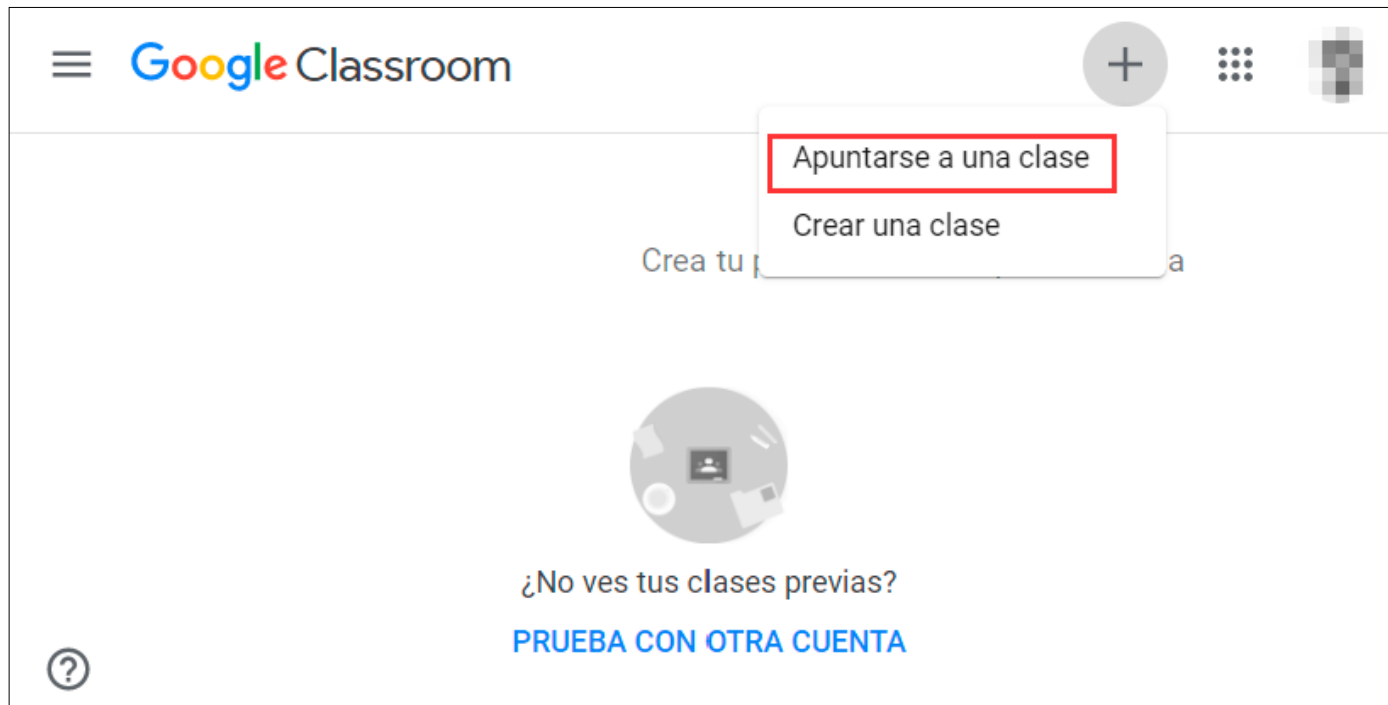 Google Classroom
Apuntarse a una clase
Crear una clase
Crea tu
¿No ves tus clases previas?
PRUEBA CON OTRA CUENTA